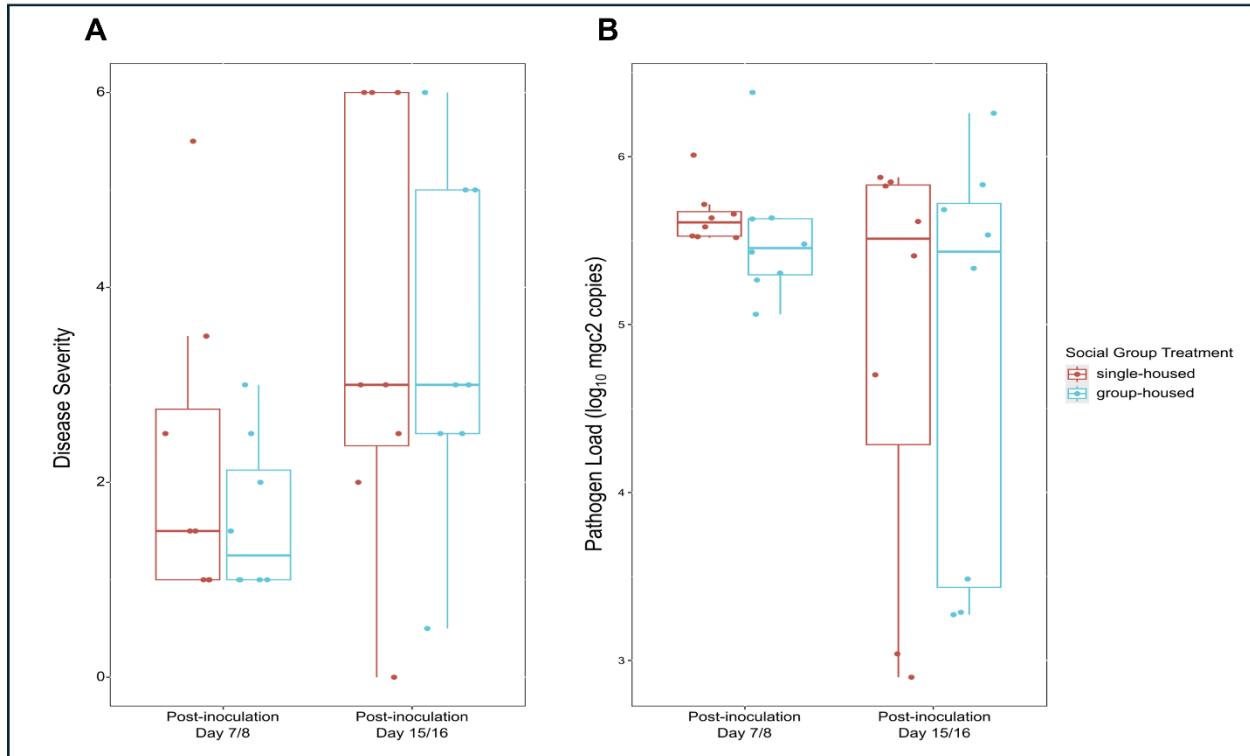 A
B
Disease Severity
6
4
2
0
Post-inoculation
Day 7/8
Post-inoculation
Day 15/16
Pathogen Load (log10 mgc2 copies)
6
5
4
3
Post-inoculation
Day 7/8
Post-inoculation
Day 15/16
Social Group Treatment
single-housed
group-housed